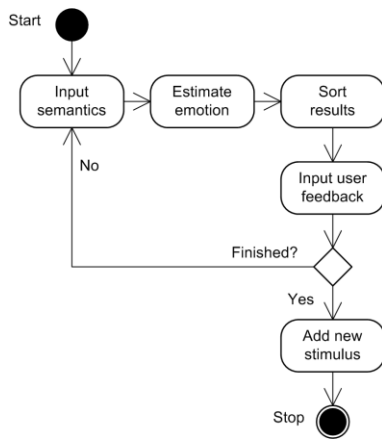 Start
Input
semantics
Estimate
emotion
Sort
results
Input user
feedback
No
Finished?
Yes
Add new
stimulus
Stop